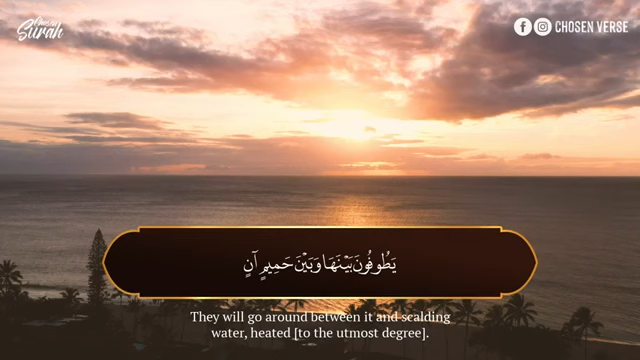 Chosen
Surah
CHOSEN VERSE
يَطُوفُونَ بَيْنَهَا وَبَيْنَ حَمِيمٍ آنٍ
They will go around between it and scalding
water, heated [to the utmost degree].